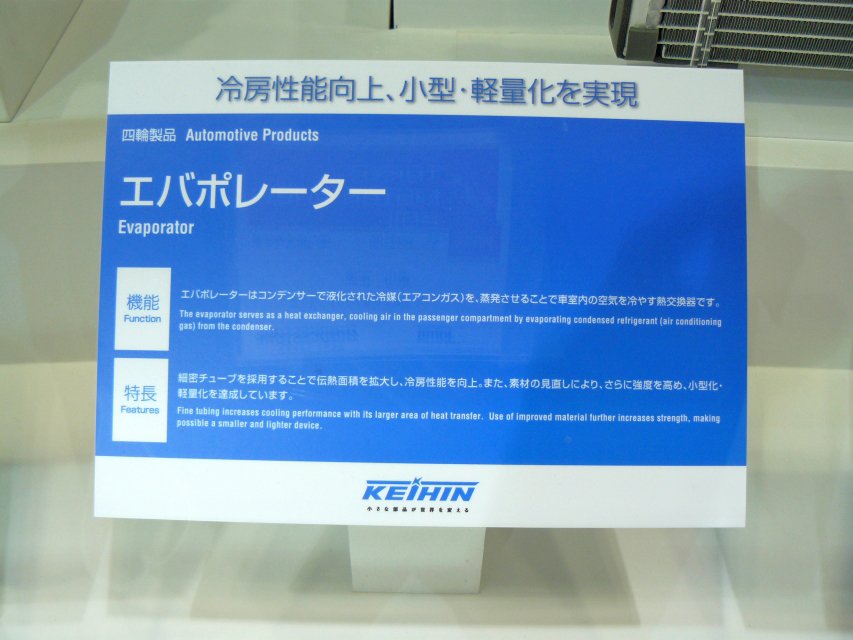 冷房性能向上、小型・軽量化を実現
四輪製品 Automotive Products
エバポレーター
Evaporator
機能
Function
エバポレーターはコンデンサーで液化された冷媒(エアコンガス)を、蒸発させることで車室内の空気を冷やす熱交換器です。
The evaporator serves as a heat exchanger, cooling air in the passenger compartment by evaporating condensed refrigerant (air conditioning
gas) from the condenser.
特長
Features
細密チューブを採用することで伝熱面積を拡大し、冷房性能を向上。また、素材の見直しにより、さらに強度を高め、小型化・
軽量化を達成しています。
Fine tubing increases cooling performance with its larger area of heat transfer. Use of improved material further increases strength, making
possible a smaller and lighter device.
KEIHIN
小さな部品が世界を変える